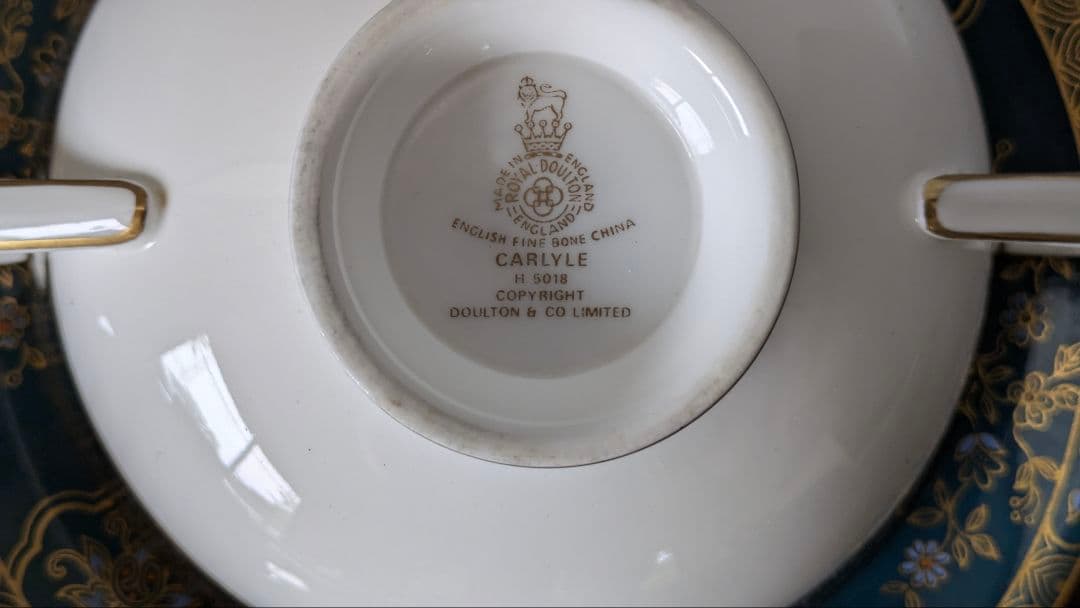 MADE IN ENGLAND
ROYAL DOULTON
ENGLAND
ENGLISH FINE BONE CHINA
CARLYLE
H 5018
COPYRIGHT
DOULTON & CO LIMITED